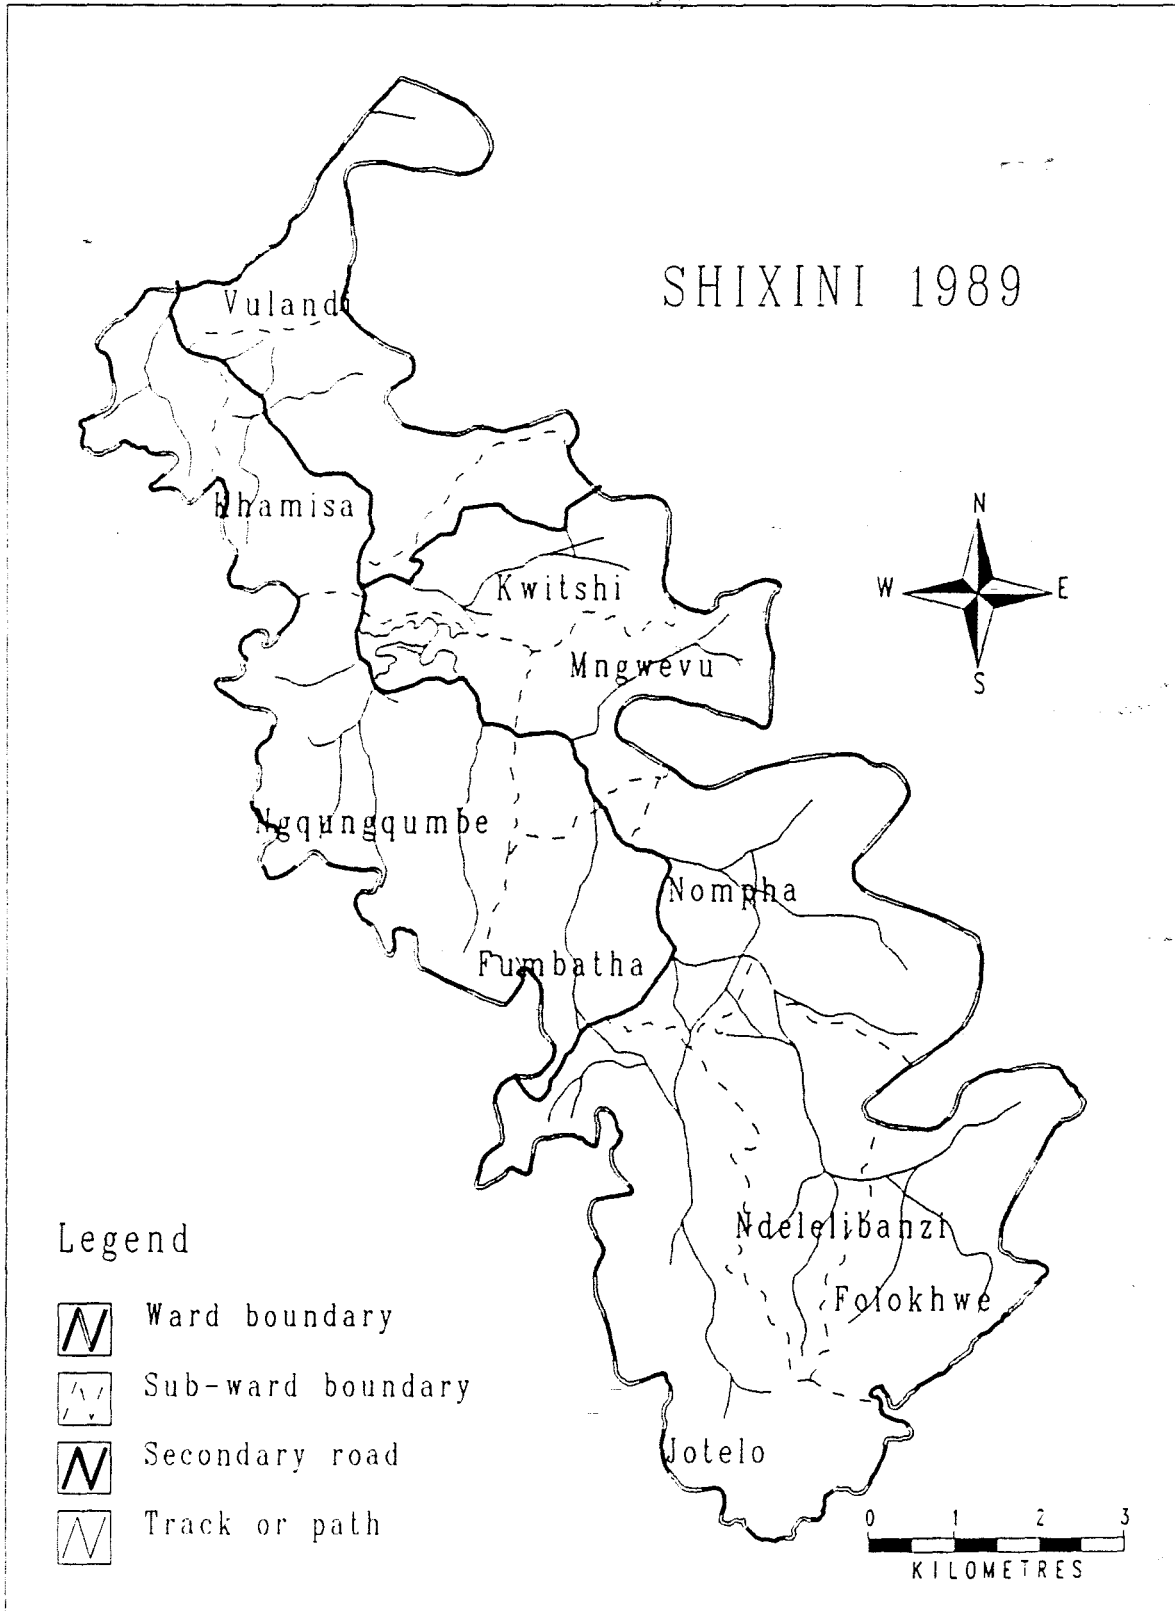 SHIXINI 1989
Vulandi
Khamisa
N
W E
S
Kwitshi
Mngwevu
Ngqungqumbe
Nompha
Fumbatha
Ndelelibanzi
Folokhwe
Jotelo
Legend
Ward boundary
Sub-ward boundary
Secondary road
Track or path
0 1 2 3
KILOMETRES